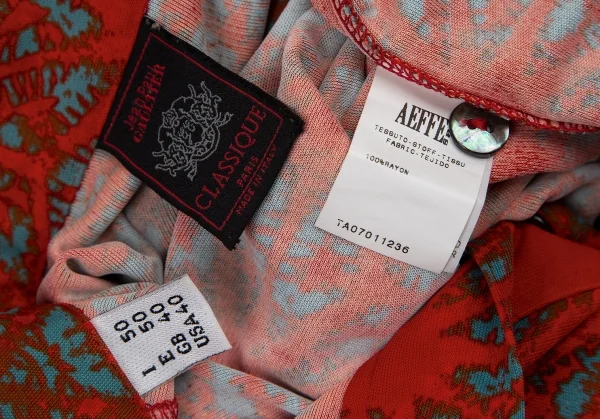 Jean Paul
GAULTIER
CLASSIQUE
PARIS
MADE IN ITALY
AEFFE
TESSUTO-STOFF-TISSU
FABRIC-TEJIDO
100%RAYON
TA07011236
I 50
E 50
GB 40
USA 40